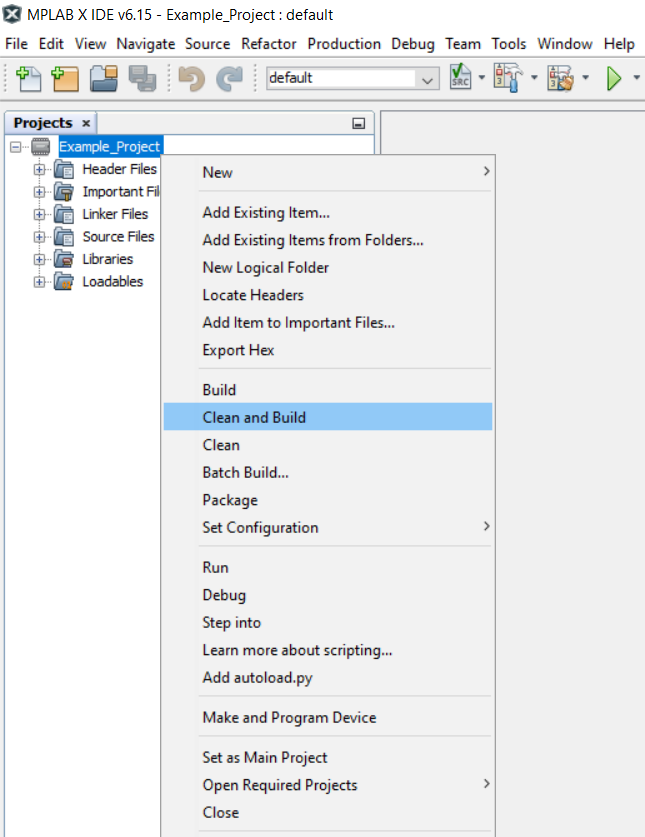 MPLAB X IDE v6.15 - Example_Project : default
File Edit View Navigate Source Refactor Production Debug Team Tools Window Help
default
SRC
3
3
Projects ×
Example_Project
Header Files
Important Fil
Linker Files
Source Files
Libraries
Loadables
New
Add Existing Item...
Add Existing Items from Folders...
New Logical Folder
Locate Headers
Add Item to Important Files...
Export Hex
Build
Clean and Build
Clean
Batch Build...
Package
Set Configuration
Run
Debug
Step into
Learn more about scripting...
Add autoload.py
Make and Program Device
Set as Main Project
Open Required Projects
Close